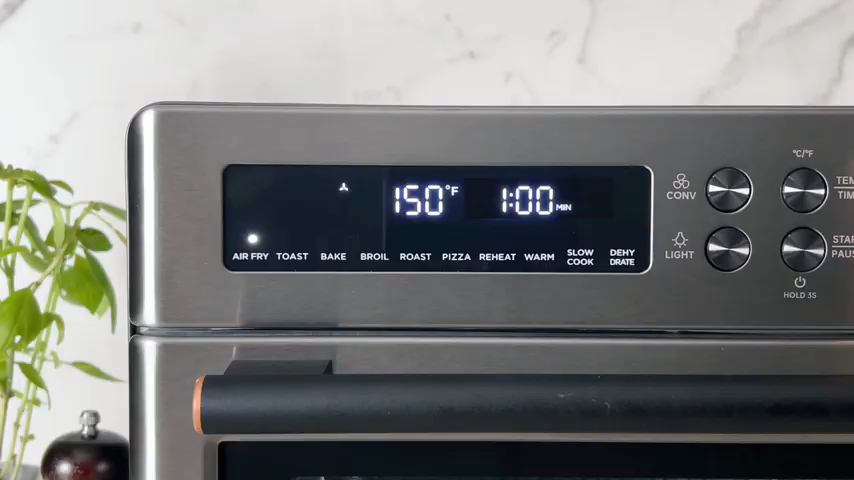 150°F 1:00 MIN
AIR FRY TOAST BAKE BROIL ROAST PIZZA REHEAT WARM SLOW COOK DEHY DRATE
°C/°F
CONV
LIGHT
HOLD 3S